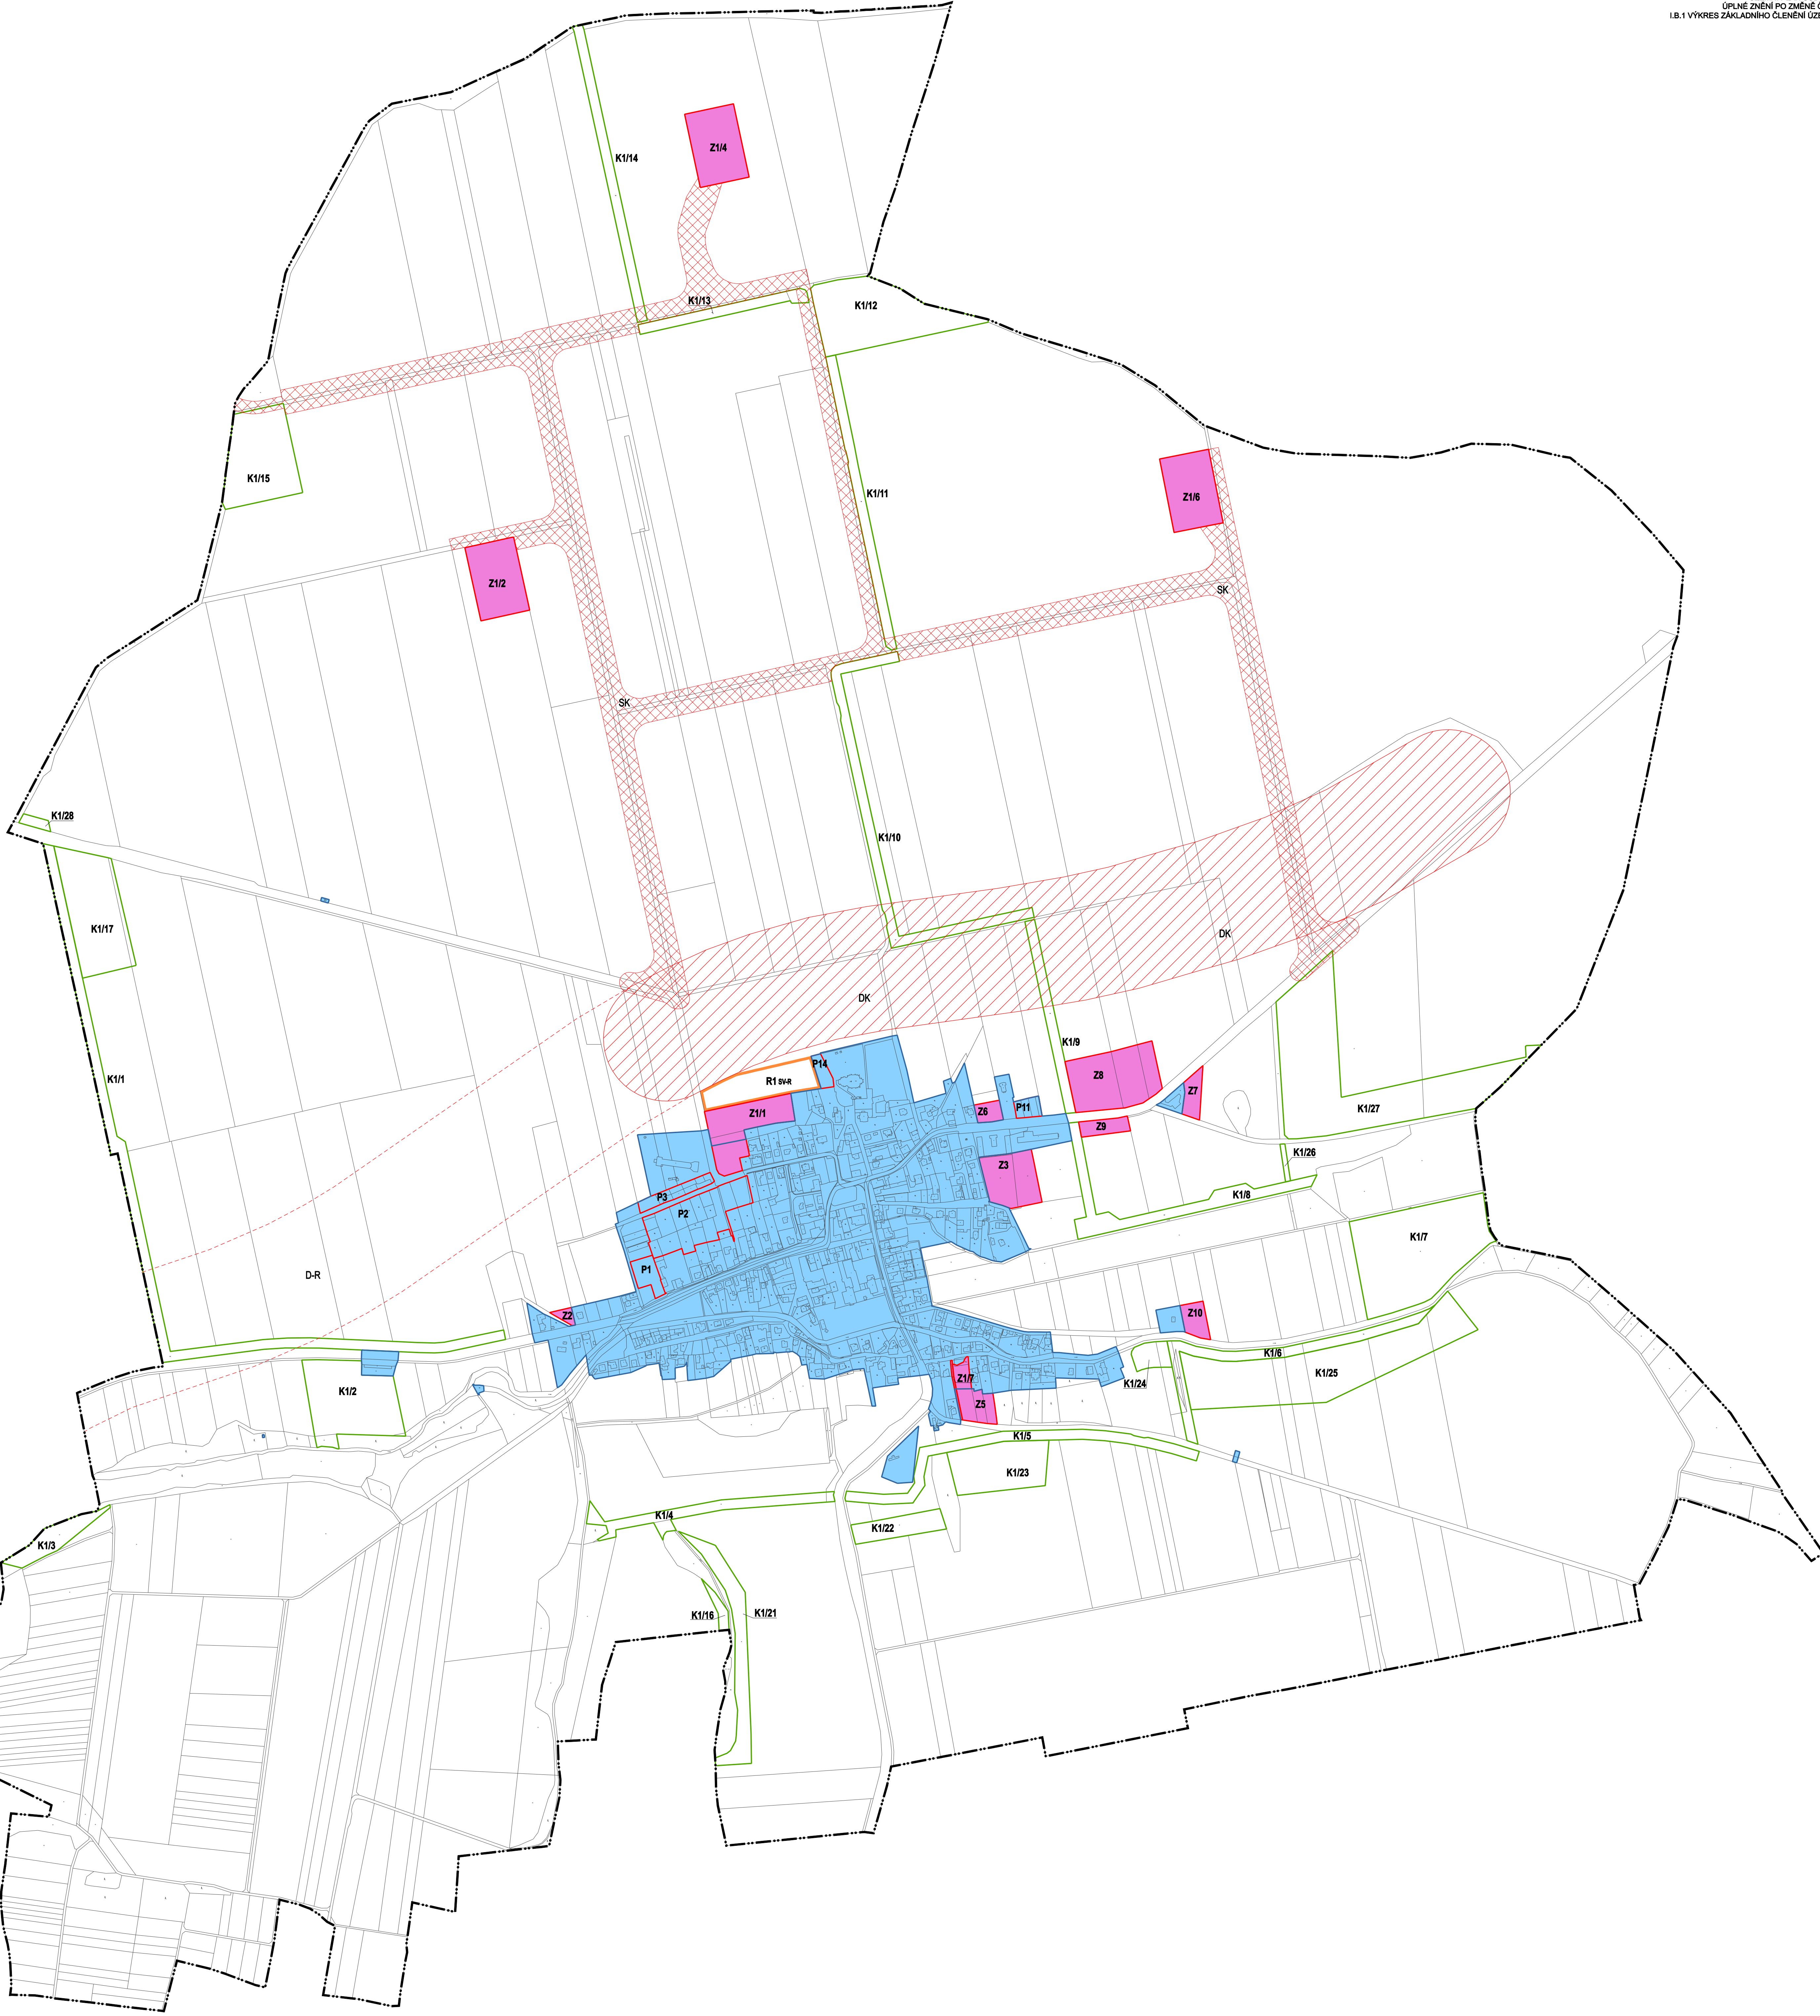 ÚPLNÉ ZNĚNÍ PO ZMĚNĚ
I.B.1 VÝKRES ZÁKLADNÍHO ČLENĚNÍ
Z1/4
K1/14
K1/13
K1/12
K1/15
K1/11
Z1/6
Z1/2
SK
SK
K1/28
K1/10
K1/17
DK
DK
K1/9
K1/1
P14
R1 SV-R
Z8
Z7
Z1/1
Z6
P11
K1/27
Z9
K1/26
Z3
P3
K1/8
P2
K1/7
P1
D-R
Z2
Z10
K1/6
K1/25
K1/24
Z1/7
K1/2
Z5
K1/5
K1/23
K1/4
K1/22
K1/3
K1/16
K1/21